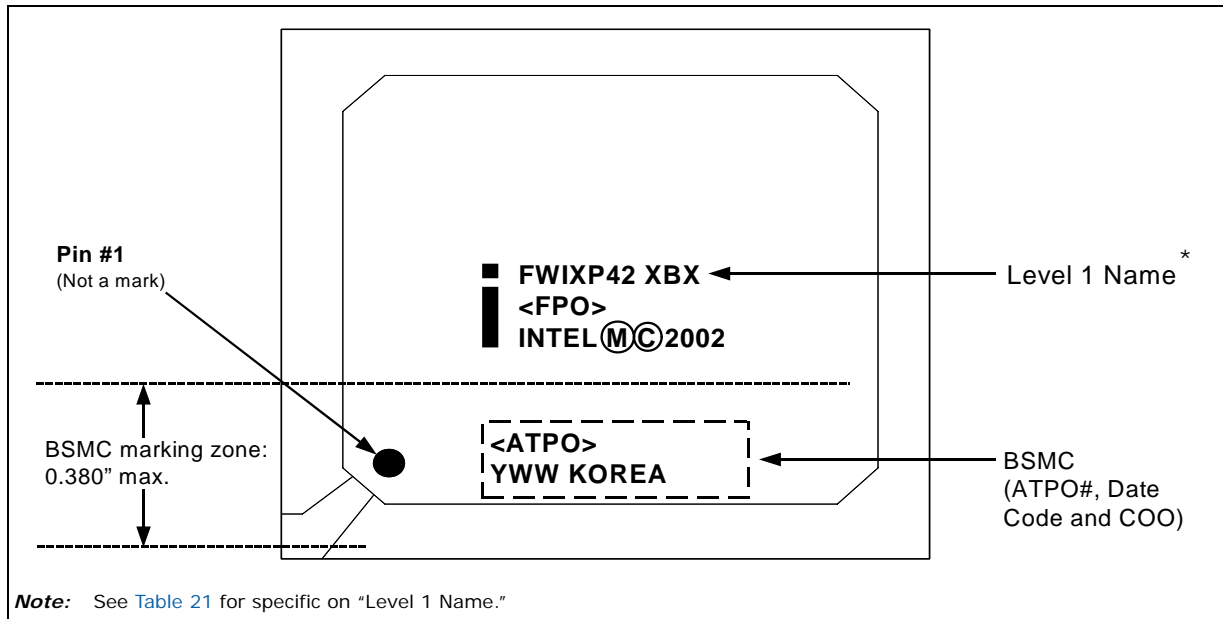 Pin #1
(Not a mark)
FWIXP42 XBX
<FPO>
INTEL Ⓜ Ⓒ 2002
Level 1 Name*
BSMC marking zone:
0.380” max.
<ATPO>
YWW KOREA
BSMC
(ATPO#, Date
Code and COO)
Note: See Table 21 for specific on “Level 1 Name.”